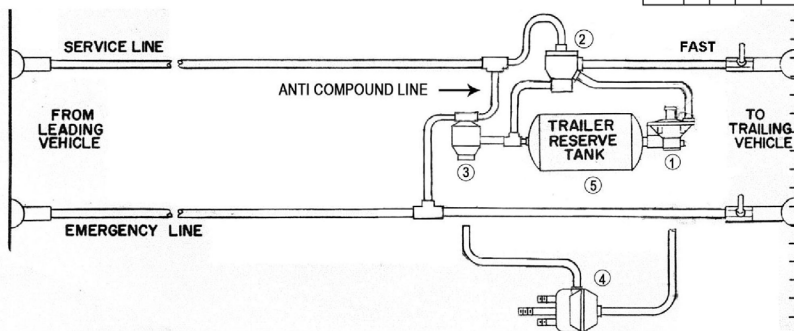 SERVICE LINE
②
FAST
ANTI COMPOUND LINE
FROM
LEADING
VEHICLE
TRAILER
RESERVE
TANK
TO
TRAILING
VEHICLE
③
①
⑤
EMERGENCY LINE
④